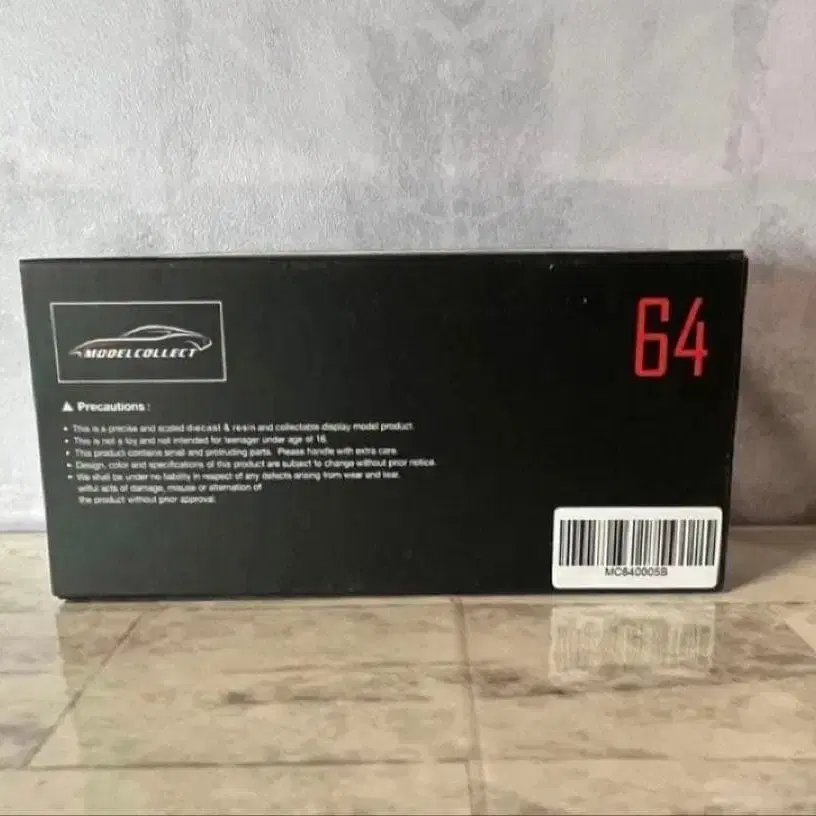 MODELCOLLECT
64
▲ Precautions :
• This is a precise and scaled diecast & resin and collectable display model product.
• This is not a toy and not intended for teenager under age of 16.
• This product contains small and protruding parts. Please handle with extra care.
• Design, color and specifications of this product are subject to change without prior notice.
• We shall be under no liability in respect of any defects arising from wear and tear,
wilful acts of damage, misuse or alternation of
the product without prior approval.
MC640005B